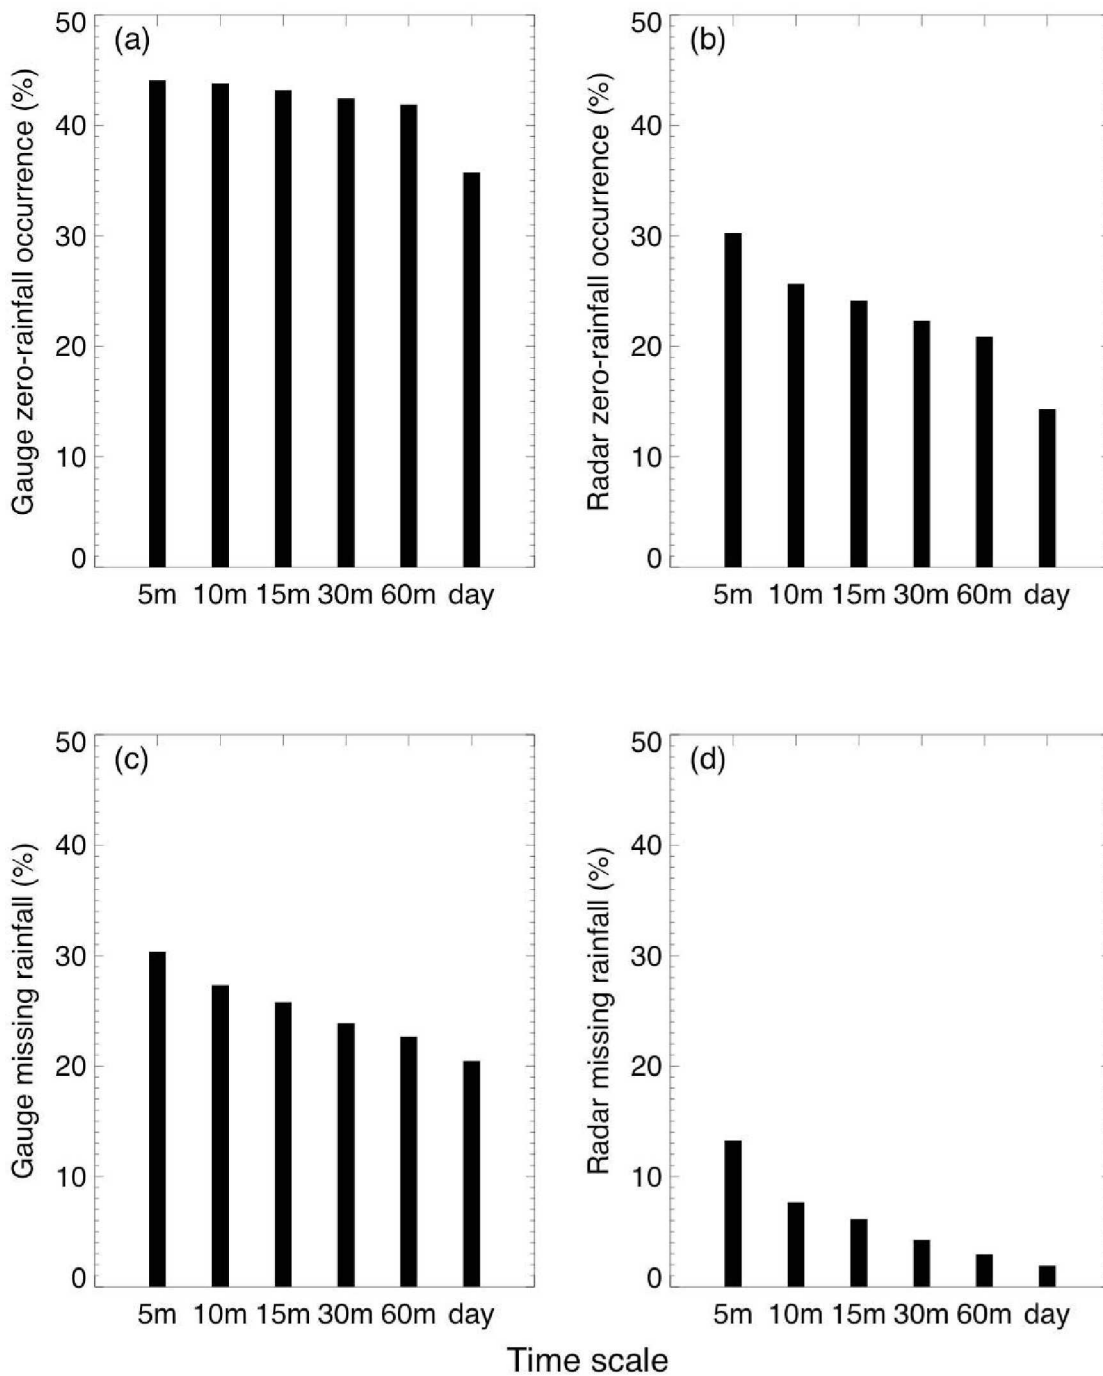 (a)
Gauge zero-rainfall occurrence (%)
50
40
30
20
10
0
5m 10m 15m 30m 60m day
(b)
Radar zero-rainfall occurrence (%)
50
40
30
20
10
0
5m 10m 15m 30m 60m day
(c)
Gauge missing rainfall (%)
50
40
30
20
10
0
5m 10m 15m 30m 60m day
(d)
Radar missing rainfall (%)
50
40
30
20
10
0
5m 10m 15m 30m 60m day
Time scale